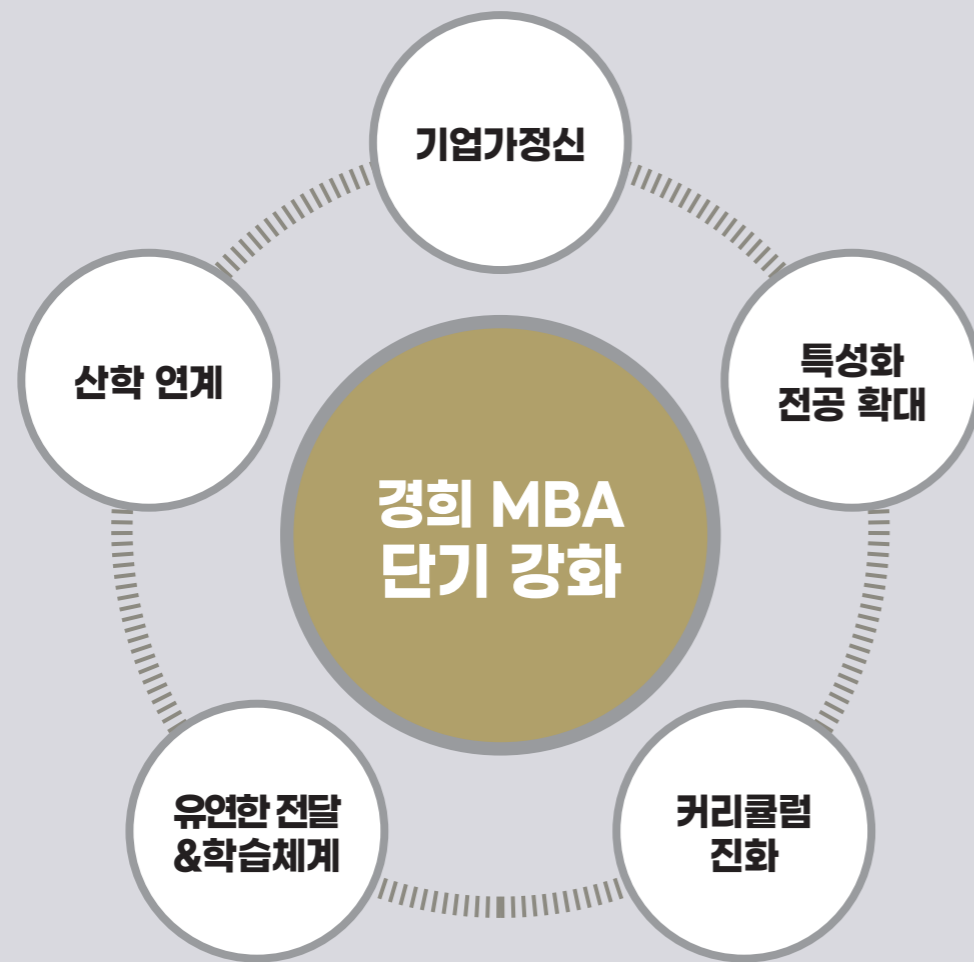 기업가정신
산학 연계
특성화
전공 확대
경희 MBA
단기 강화
유연한 전달
&학습체계
커리큘럼
진화